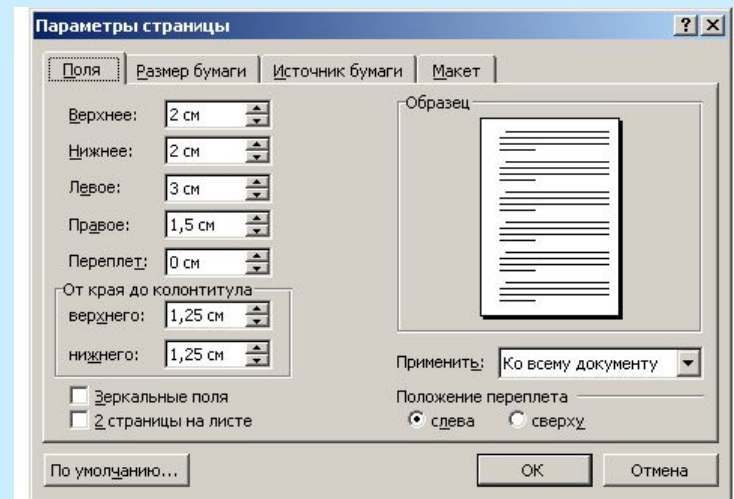 Параметры страницы
Поля Размер бумаги Источник бумаги Макет
Верхнее: 2 см
Нижнее: 2 см
Левое: 3 см
Правое: 1,5 см
Переплет: 0 см
От края до колонтитула
верхнего: 1,25 см
нижнего: 1,25 см
Зеркальные поля
2 страницы на листе
Образец
Применить: Ко всему документу
Положение переплета
слева сверху
По умолчанию... ОК Отмена